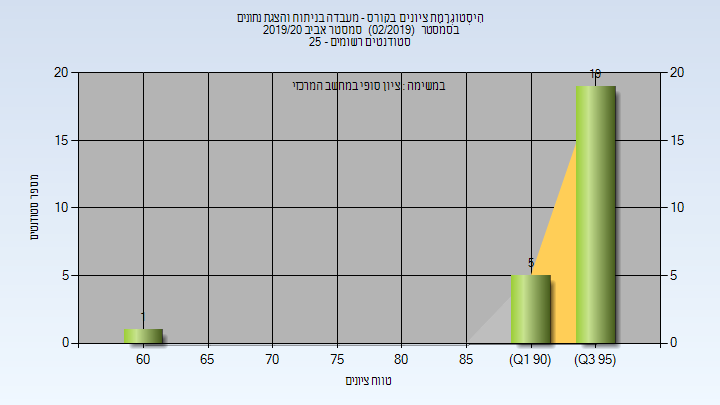 היסטוגרמת ציונים בקורס - מעבדה בניתוח והצגת נתונים
בסמסטר (02/2019) סמסטר אביב 2019/20
סטודנטים רשומים - 25
במשימה : ציון סופי במחשב המרכזי
20
15
10
5
0
20
15
10
5
0
מספר סטודנטים
1
5
19
60
65
70
75
80
85
(Q1 90)
(Q3 95)
טווח ציונים